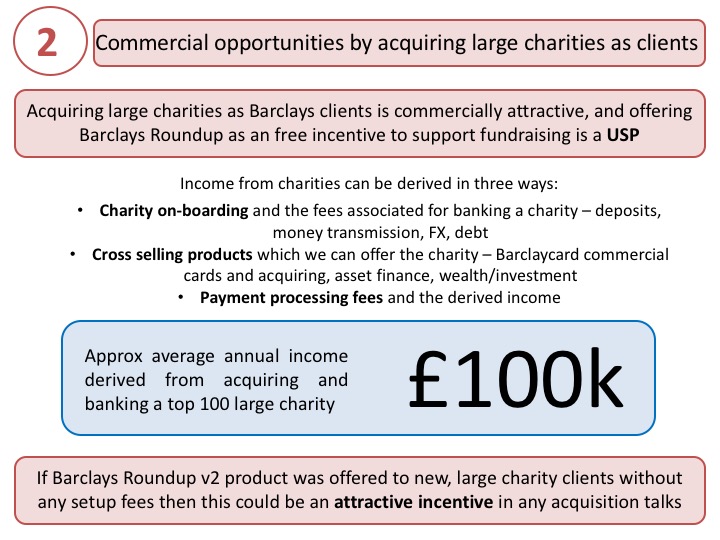 2
Commercial opportunities by acquiring large charities as clients
Acquiring large charities as Barclays clients is commercially attractive, and offering
Barclays Roundup as an free incentive to support fundraising is a USP
Income from charities can be derived in three ways:
• Charity on-boarding and the fees associated for banking a charity – deposits,
money transmission, FX, debt
• Cross selling products which we can offer the charity – Barclaycard commercial
cards and acquiring, asset finance, wealth/investment
• Payment processing fees and the derived income
Approx average annual income
derived from acquiring and
banking a top 100 large charity
£100k
If Barclays Roundup v2 product was offered to new, large charity clients without
any setup fees then this could be an attractive incentive in any acquisition talks